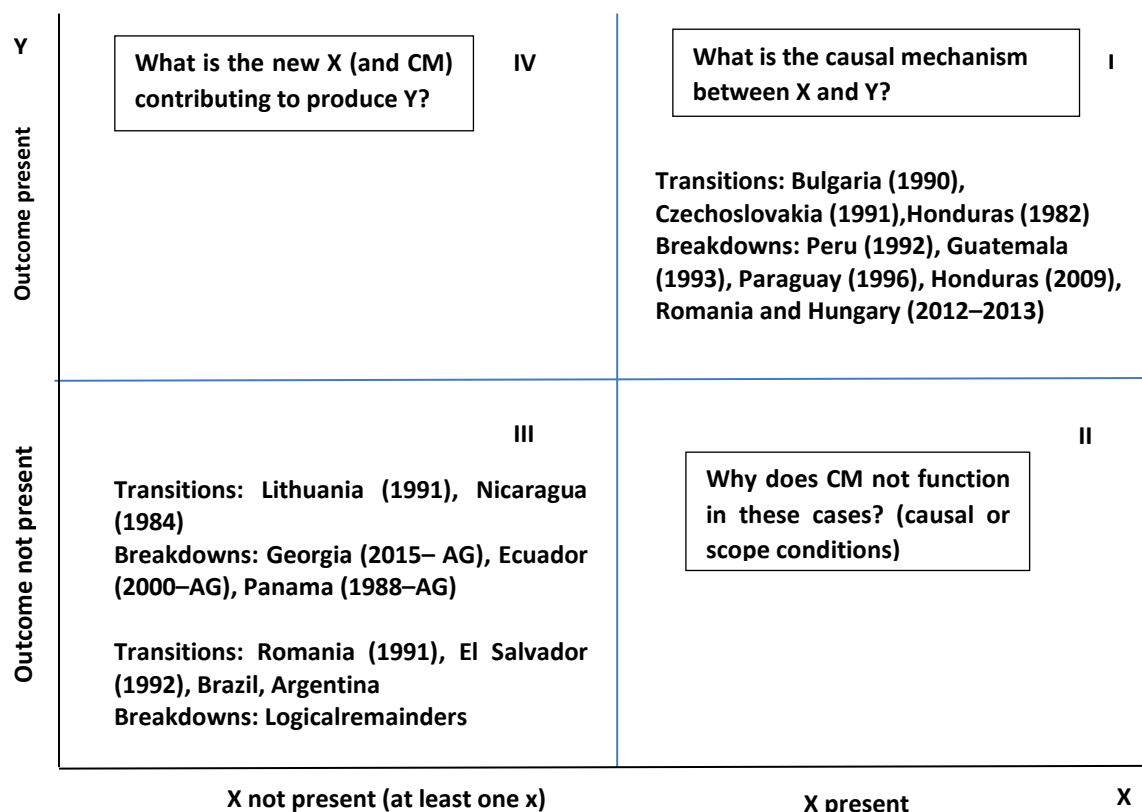 Y
What is the new X (and CM)
contributing to produce Y?
IV
What is the causal mechanism
between X and Y?
I
Outcome present
Transitions: Bulgaria (1990),
Czechoslovakia (1991),Honduras (1982)
Breakdowns: Peru (1992), Guatemala
(1993), Paraguay (1996), Honduras (2009),
Romania and Hungary (2012–2013)
Outcome not present
III
Transitions: Lithuania (1991), Nicaragua
(1984)
Breakdowns: Georgia (2015– AG), Ecuador
(2000–AG), Panama (1988–AG)
Transitions: Romania (1991), El Salvador
(1992), Brazil, Argentina
Breakdowns: Logicalremainders
II
Why does CM not function
in these cases? (causal or
scope conditions)
X not present (at least one x)
X present
X